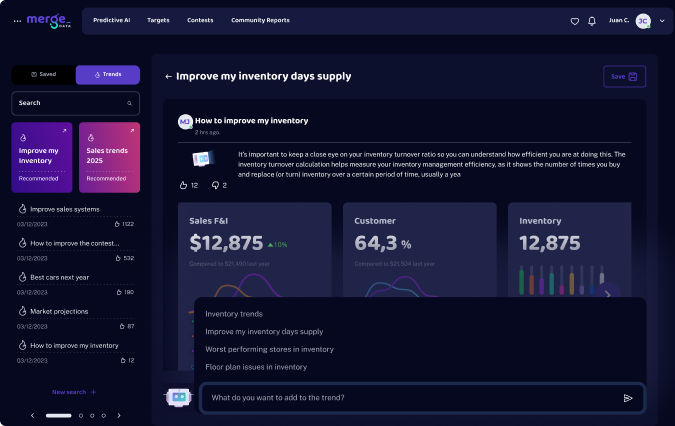 merge_
DATA
Predictive AI
Targets
Contests
Community Reports
Juan C.
JC
Saved
Trends
Search
Improve my
Inventory
Recommended
Sales trends
2025
Recommended
Improve sales systems
03/12/2023
1122
How to improve the contest...
03/12/2023
532
Best cars next year
03/12/2023
190
Market projections
03/12/2023
87
How to improve my inventory
03/12/2023
12
New search +
← Improve my inventory days supply
Save
MJ
How to improve my inventory
2 hrs ago.
It's important to keep a close eye on your inventory turnover ratio so you can understand how efficient you are at doing this. The
inventory turnover calculation helps measure your inventory management efficiency, as it shows the number of times you buy
and replace (or turn) inventory over a certain period of time, usually a yea
12
2
Sales F&I
$12,875
10%
Compared to $21,490 last year
Customer
64,3 %
Compared to $21,504 last year
Inventory
12,875
Inventory trends
Improve my inventory days supply
Worst performing stores in inventory
Floor plan issues in inventory
What do you want to add to the trend?